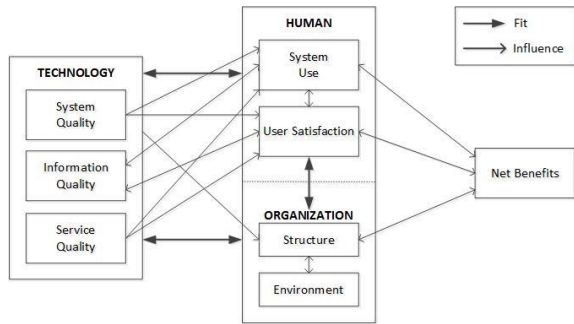 HUMAN
Fit
Influence
TECHNOLOGY
System
Use
System
Quality
User Satisfaction
Information
Quality
Net Benefits
ORGANIZATION
Service
Quality
Structure
Environment